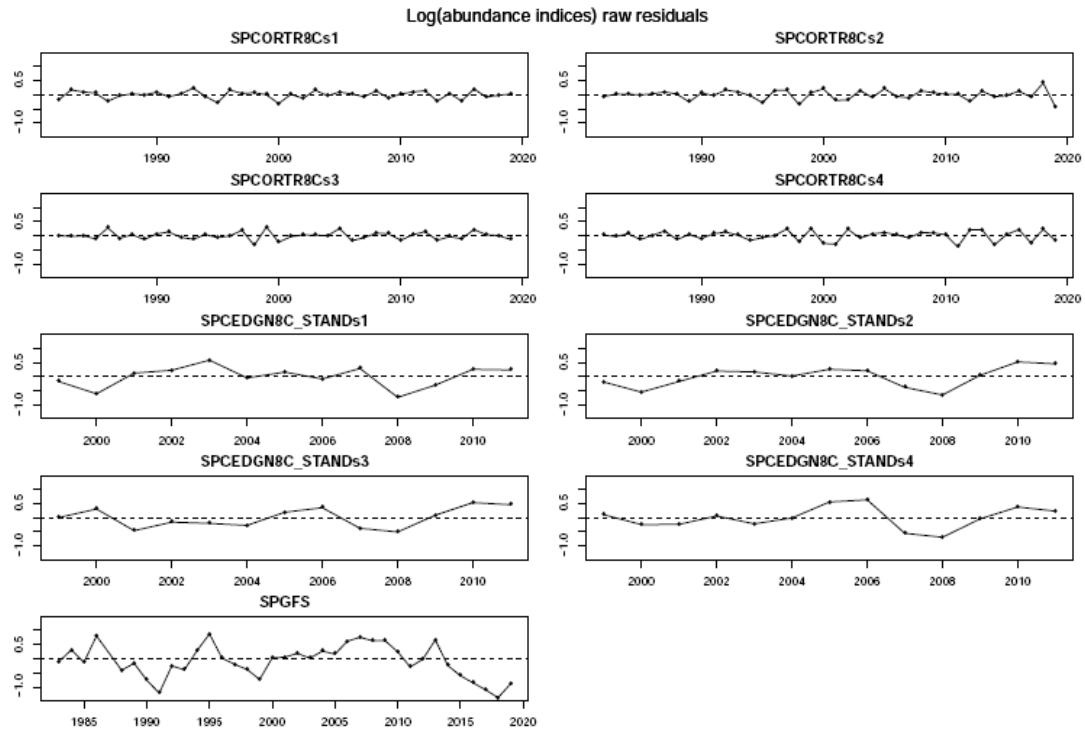 Log(abundance indices) raw residuals
SPCORTR8Cs1
SPCORTR8Cs2
0.5
-1.0
1990 2000 2010 2020
0.5
-1.0
1990 2000 2010 2020
SPCORTR8Cs3
SPCORTR8Cs4
0.5
-1.0
1990 2000 2010 2020
0.5
-1.0
1990 2000 2010 2020
SPCEDGN8C_STANDs1
SPCEDGN8C_STANDs2
0.5
-1.0
2000 2002 2004 2006 2008 2010
0.5
-1.0
2000 2002 2004 2006 2008 2010
SPCEDGN8C_STANDs3
SPCEDGN8C_STANDs4
0.5
-1.0
2000 2002 2004 2006 2008 2010
0.5
-1.0
2000 2002 2004 2006 2008 2010
SPGFS
0.5
-1.0
1985 1990 1995 2000 2005 2010 2015 2020